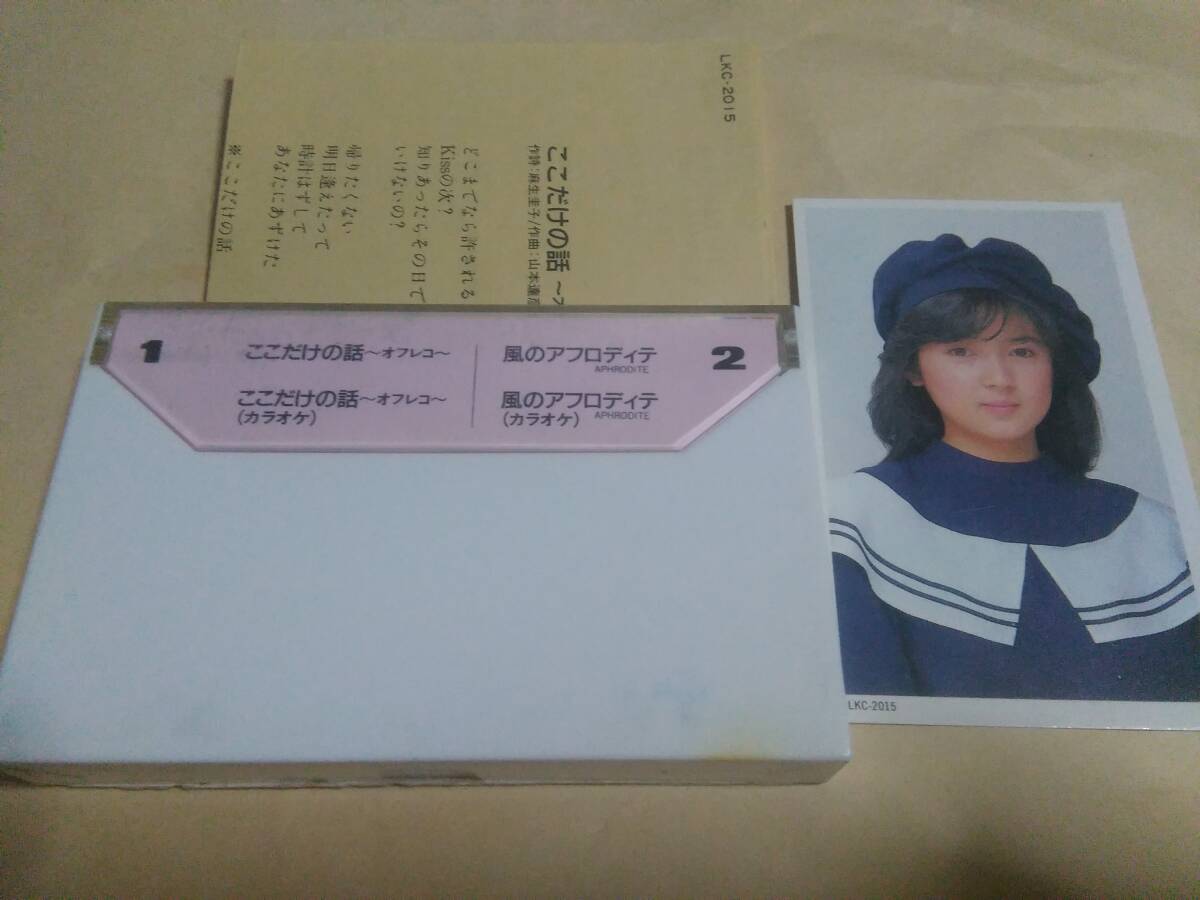 LKC-2015
ここだけの話
作詩:麻生圭子/作曲:山本達彦
どこまでなら許される
Kissの次?
知りあったらその日で
いけないの?
帰りたくない
明日逢えたって
時計はずして
あなたにあずけた
※ここだけの話
1
ここだけの話~オフレコ~
ここだけの話~オフレコ~
(カラオケ)
風のアフロディテ
APHRODITE
風のアフロディテ
(カラオケ) APHRODITE
2
LKC-2015